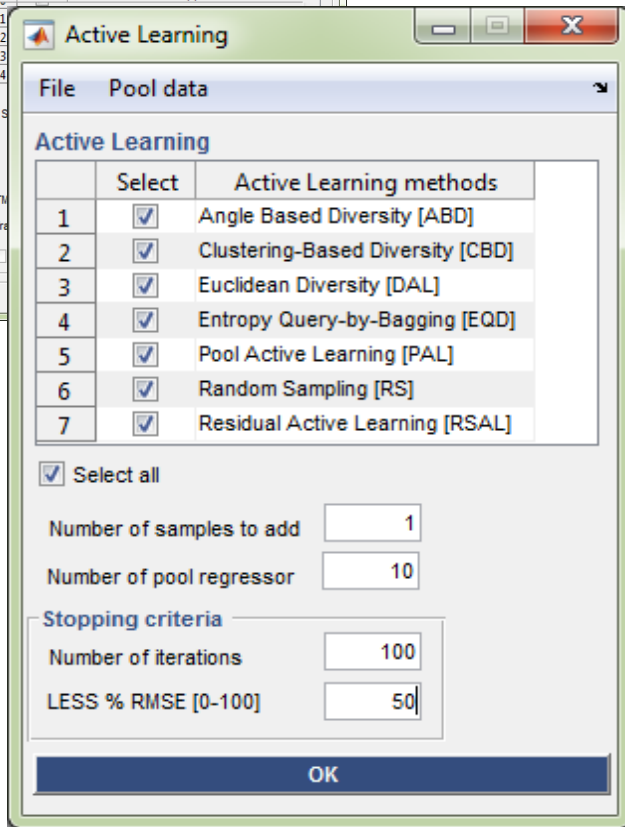 Active Learning
File Pool data
Active Learning
Select Active Learning methods
1 Angle Based Diversity [ABD]
2 Clustering-Based Diversity [CBD]
3 Euclidean Diversity [DAL]
4 Entropy Query-by-Bagging [EQD]
5 Pool Active Learning [PAL]
6 Random Sampling [RS]
7 Residual Active Learning [RSAL]
Select all
Number of samples to add 1
Number of pool regressor 10
Stopping criteria
Number of iterations 100
LESS % RMSE [0-100] 50
OK